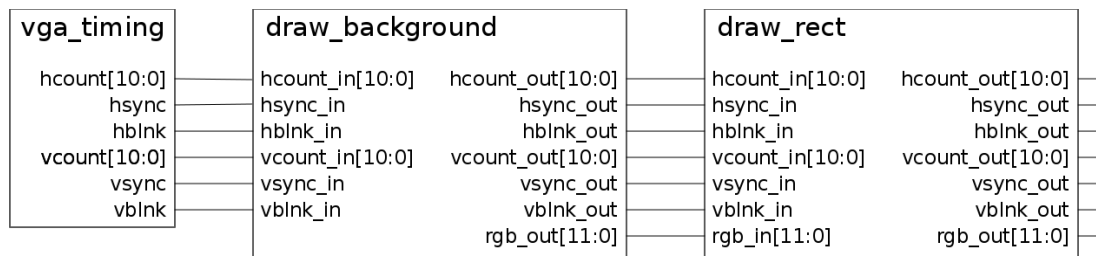 vga_timing
hcount[10:0]
hsync
hblnk
vcount[10:0]
vsync
vblnk
draw_background
hcount_in[10:0] hcount_out[10:0]
hsync_in hsync_out
hblnk_in hblnk_out
vcount_in[10:0] vcount_out[10:0]
vsync_in vsync_out
vblnk_in vblnk_out
rgb_out[11:0]
draw_rect
hcount_in[10:0] hcount_out[10:0]
hsync_in hsync_out
hblnk_in hblnk_out
vcount_in[10:0] vcount_out[10:0]
vsync_in vsync_out
vblnk_in vblnk_out
rgb_in[11:0] rgb_out[11:0]